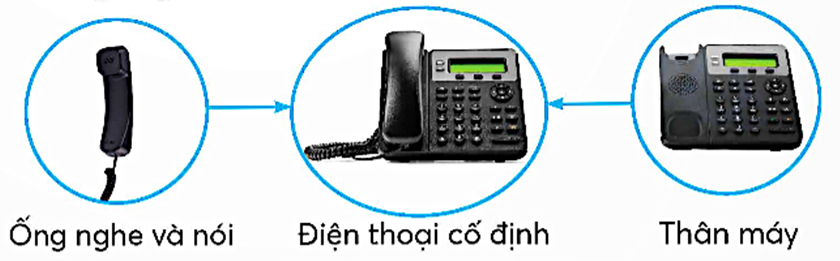 Ống nghe và nói
Điện thoại cố định
Thân máy